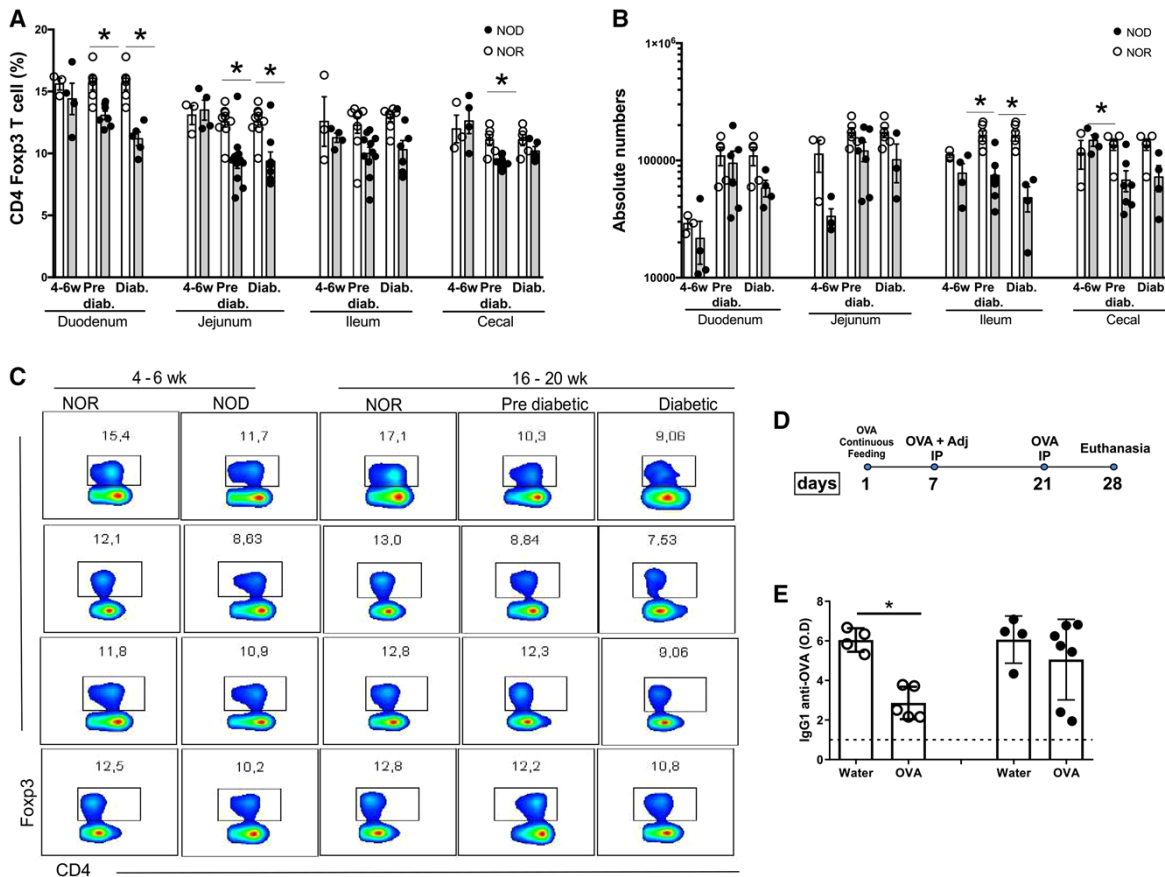 A
CD4 Foxp3 T cell (%)
20
15
10
5
0
NOD
NOR
* * * * *
4-6w Pre diab. Diab. 4-6w Pre diab. Diab. 4-6w Pre diab. Diab. 4-6w Pre diab. Diab.
Duodenum Jejunum Ileum Cecal
B
Absolute numbers
1×10⁶
100000
10000
NOD
NOR
* * *
4-6w Pre diab. Diab. 4-6w Pre diab. Diab. 4-6w Pre diab. Diab. 4-6w Pre diab. Diab
Duodenum Jejunum Ileum Cecal
C
4 - 6 wk 16 - 20 wk
NOR NOD NOR Pre diabetic Diabetic
15,4 11,7 17,1 10,3 9,06
12,1 8,63 13,0 8,84 7,53
11,8 10,9 12,8 12,3 9,06
12,5 10,2 12,8 12,2 10,8
Foxp3
CD4
D
OVA Continuous Feeding
OVA + Adj IP
OVA IP
Euthanasia
days 1 7 21 28
E
IgG1 anti-OVA (O.D)
8
6
4
2
0
*
Water OVA Water OVA